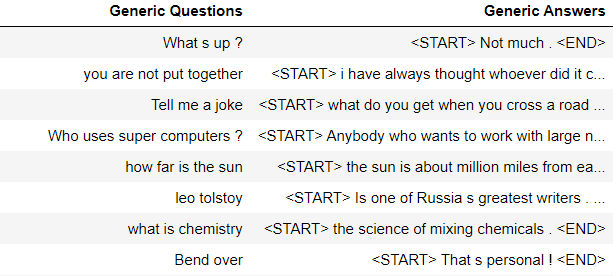 Generic Questions Generic Answers
What s up ? <START> Not much . <END>
you are not put together <START> i have always thought whoever did it c...
Tell me a joke <START> what do you get when you cross a road ...
Who uses super computers ? <START> Anybody who wants to work with large n...
how far is the sun <START> the sun is about million miles from ea...
leo tolstoy <START> Is one of Russia s greatest writers . ...
what is chemistry <START> the science of mixing chemicals . <END>
Bend over <START> That s personal ! <END>